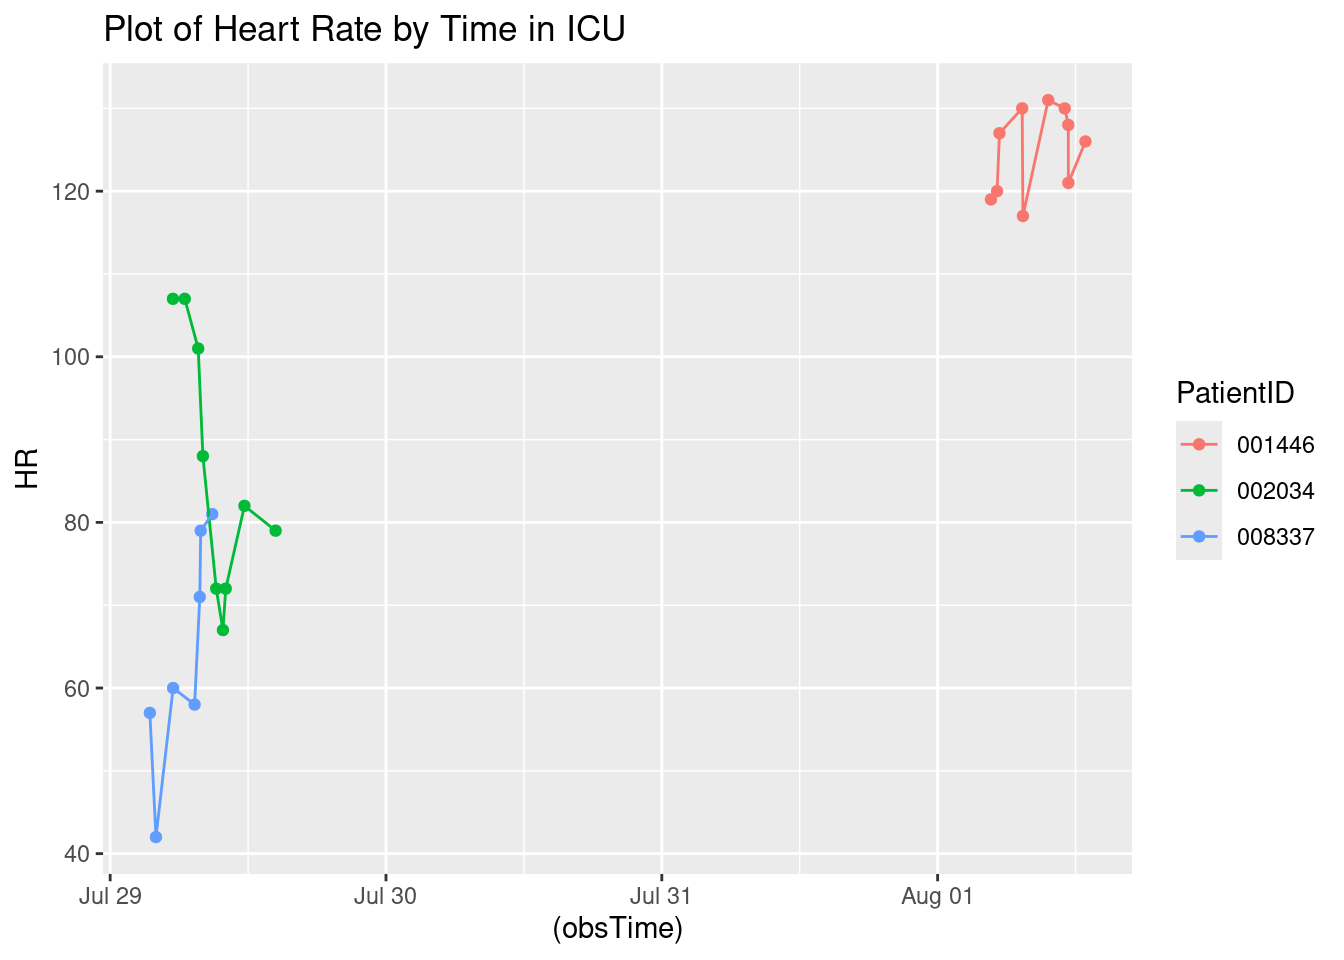 Plot of Heart Rate by Time in ICU
HR
120
100
80
60
40
Jul 29 Jul 30 Jul 31 Aug 01
(obsTime)
PatientID
001446
002034
008337